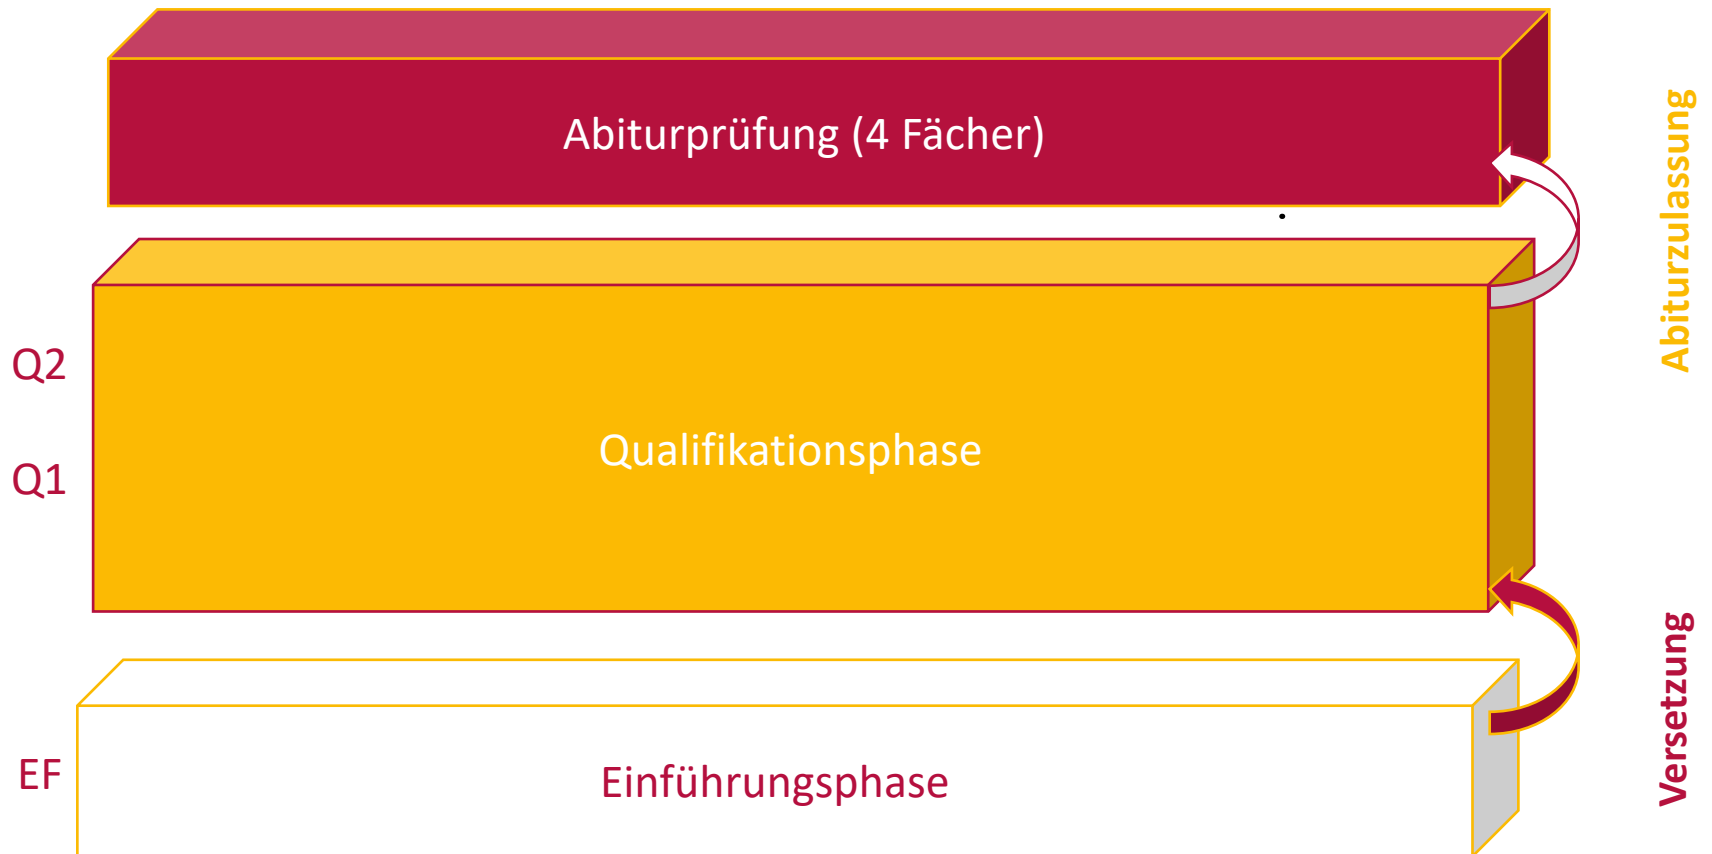 Abiturprüfung (4 Fächer)
Abiturzulassung
.
Q2
Q1
Qualifikationsphase
Versetzung
EF
Einführungsphase